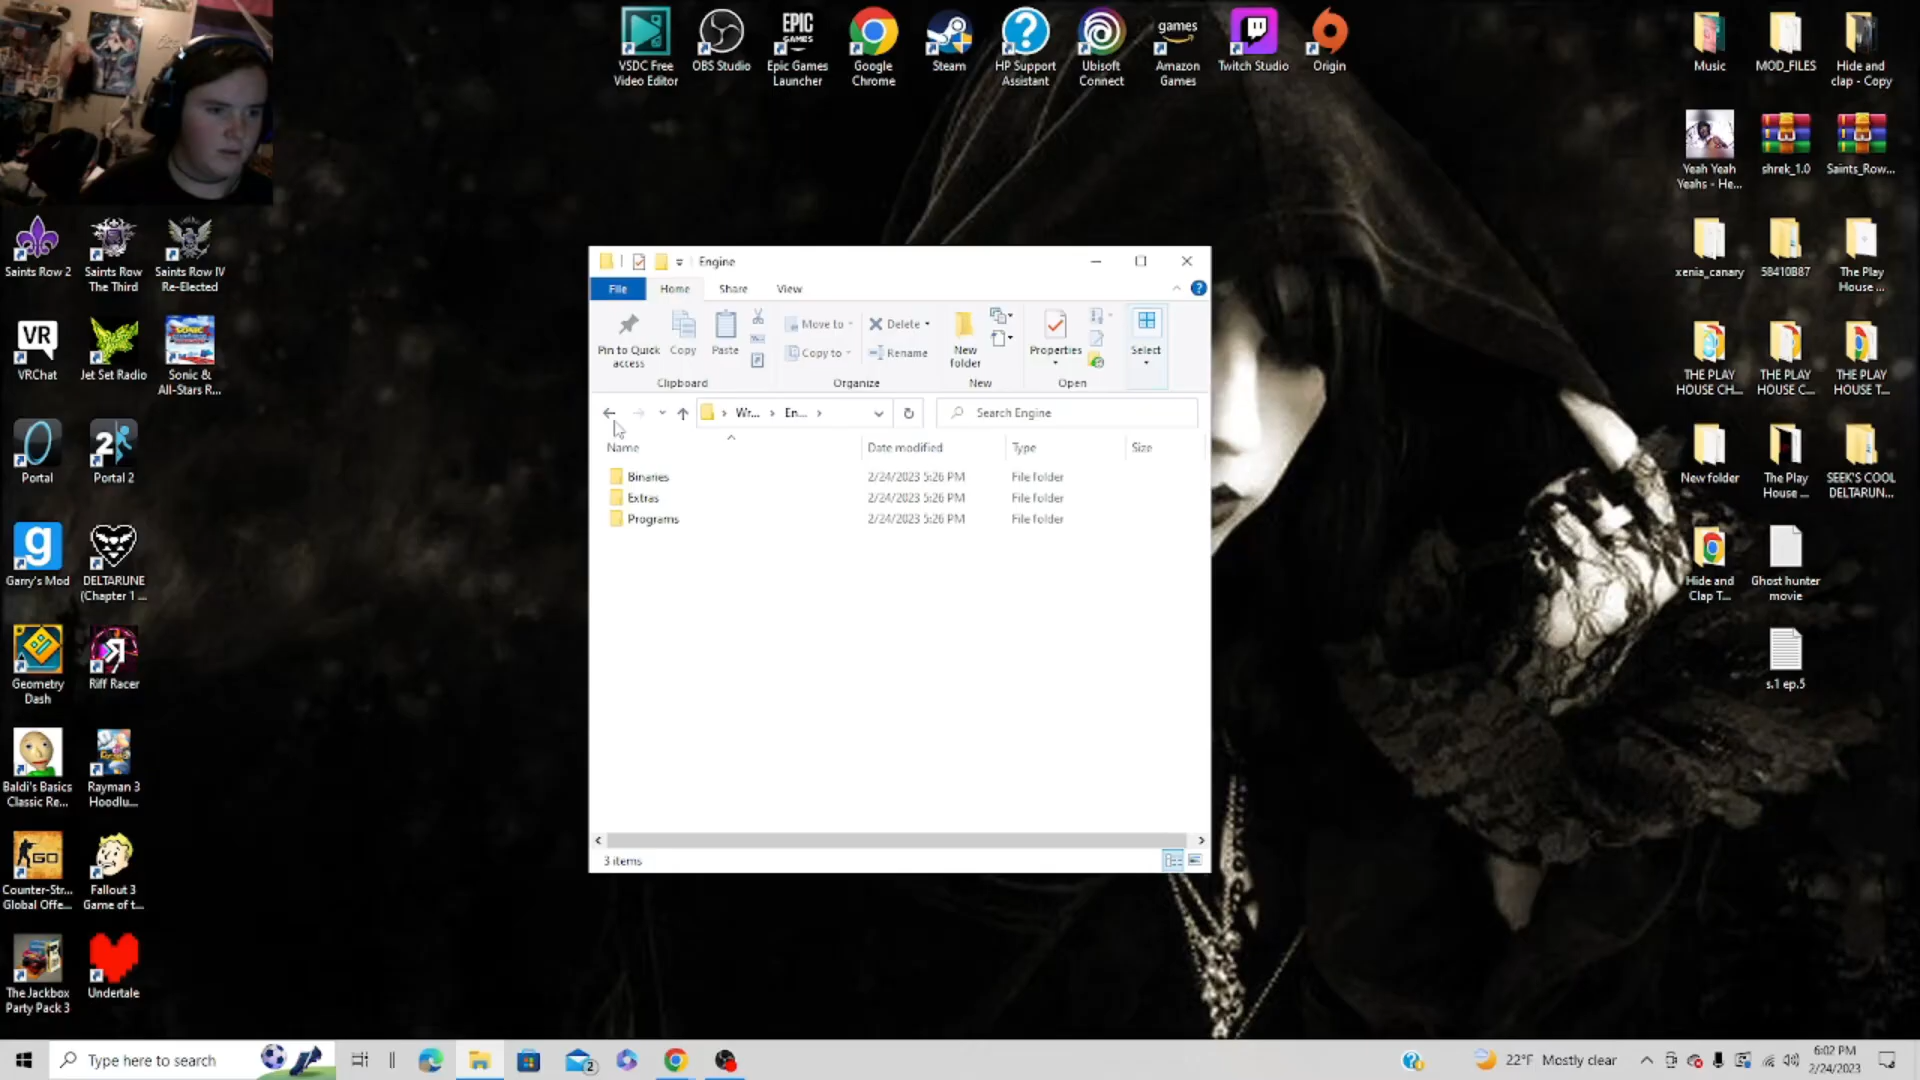 VSDC Free
Video Editor
OBS Studio
EPIC
GAMES
Epic Games
Launcher
Google
Chrome
Steam
HP Support
Assistant
Ubisoft
Connect
games
Amazon
Games
Twitch Studio
Origin
Music
MOD_FILES
Hide and
clap - Copy
Yeah Yeah
Yeahs - He...
shrek_1.0
Saints_Row...
Saints Row 2
Saints Row
The Third
Saints Row IV
Re-Elected
xenia_canary
58410B87
The Play
House ...
VR
VRChat
Jet Set Radio
Sonic &
All-Stars R...
THE PLAY
HOUSE CH...
THE PLAY
HOUSE C...
THE PLAY
HOUSE T...
Portal
2
Portal 2
New folder
The Play
House ...
SEEK'S COOL
DELTARUN...
g
Garry's Mod
DELTARUNE
(Chapter 1 ...
Hide and
Clap T...
Ghost hunter
movie
Geometry
Dash
Riff Racer
s.1 ep.5
Baldi's Basics
Classic Re...
Rayman 3
Hoodlu...
GO
Counter-Str...
Global Offe...
Fallout 3
Game of t...
The Jackbox
Party Pack 3
Undertale
Engine
File
Home
Share
View
Pin to Quick
access
Copy
Paste
Move to
Copy to
Delete
Rename
New
folder
Properties
Select
Clipboard
Organize
New
Open
Wr...
En...
Search Engine
Name
Date modified
Type
Size
Binaries 2/24/2023 5:26 PM File folder
Extras 2/24/2023 5:26 PM File folder
Programs 2/24/2023 5:26 PM File folder
3 items
Type here to search
2
22°F Mostly clear
6:02 PM
2/24/2023